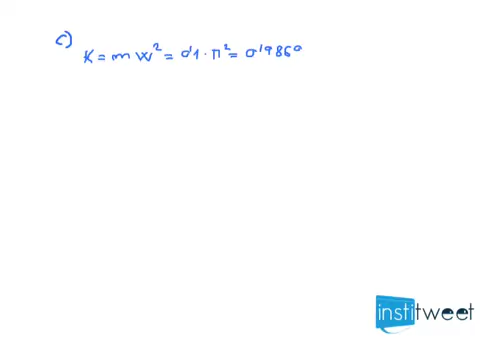 c)
K = m w² = 0'1 · π² = 0'9860
institweet